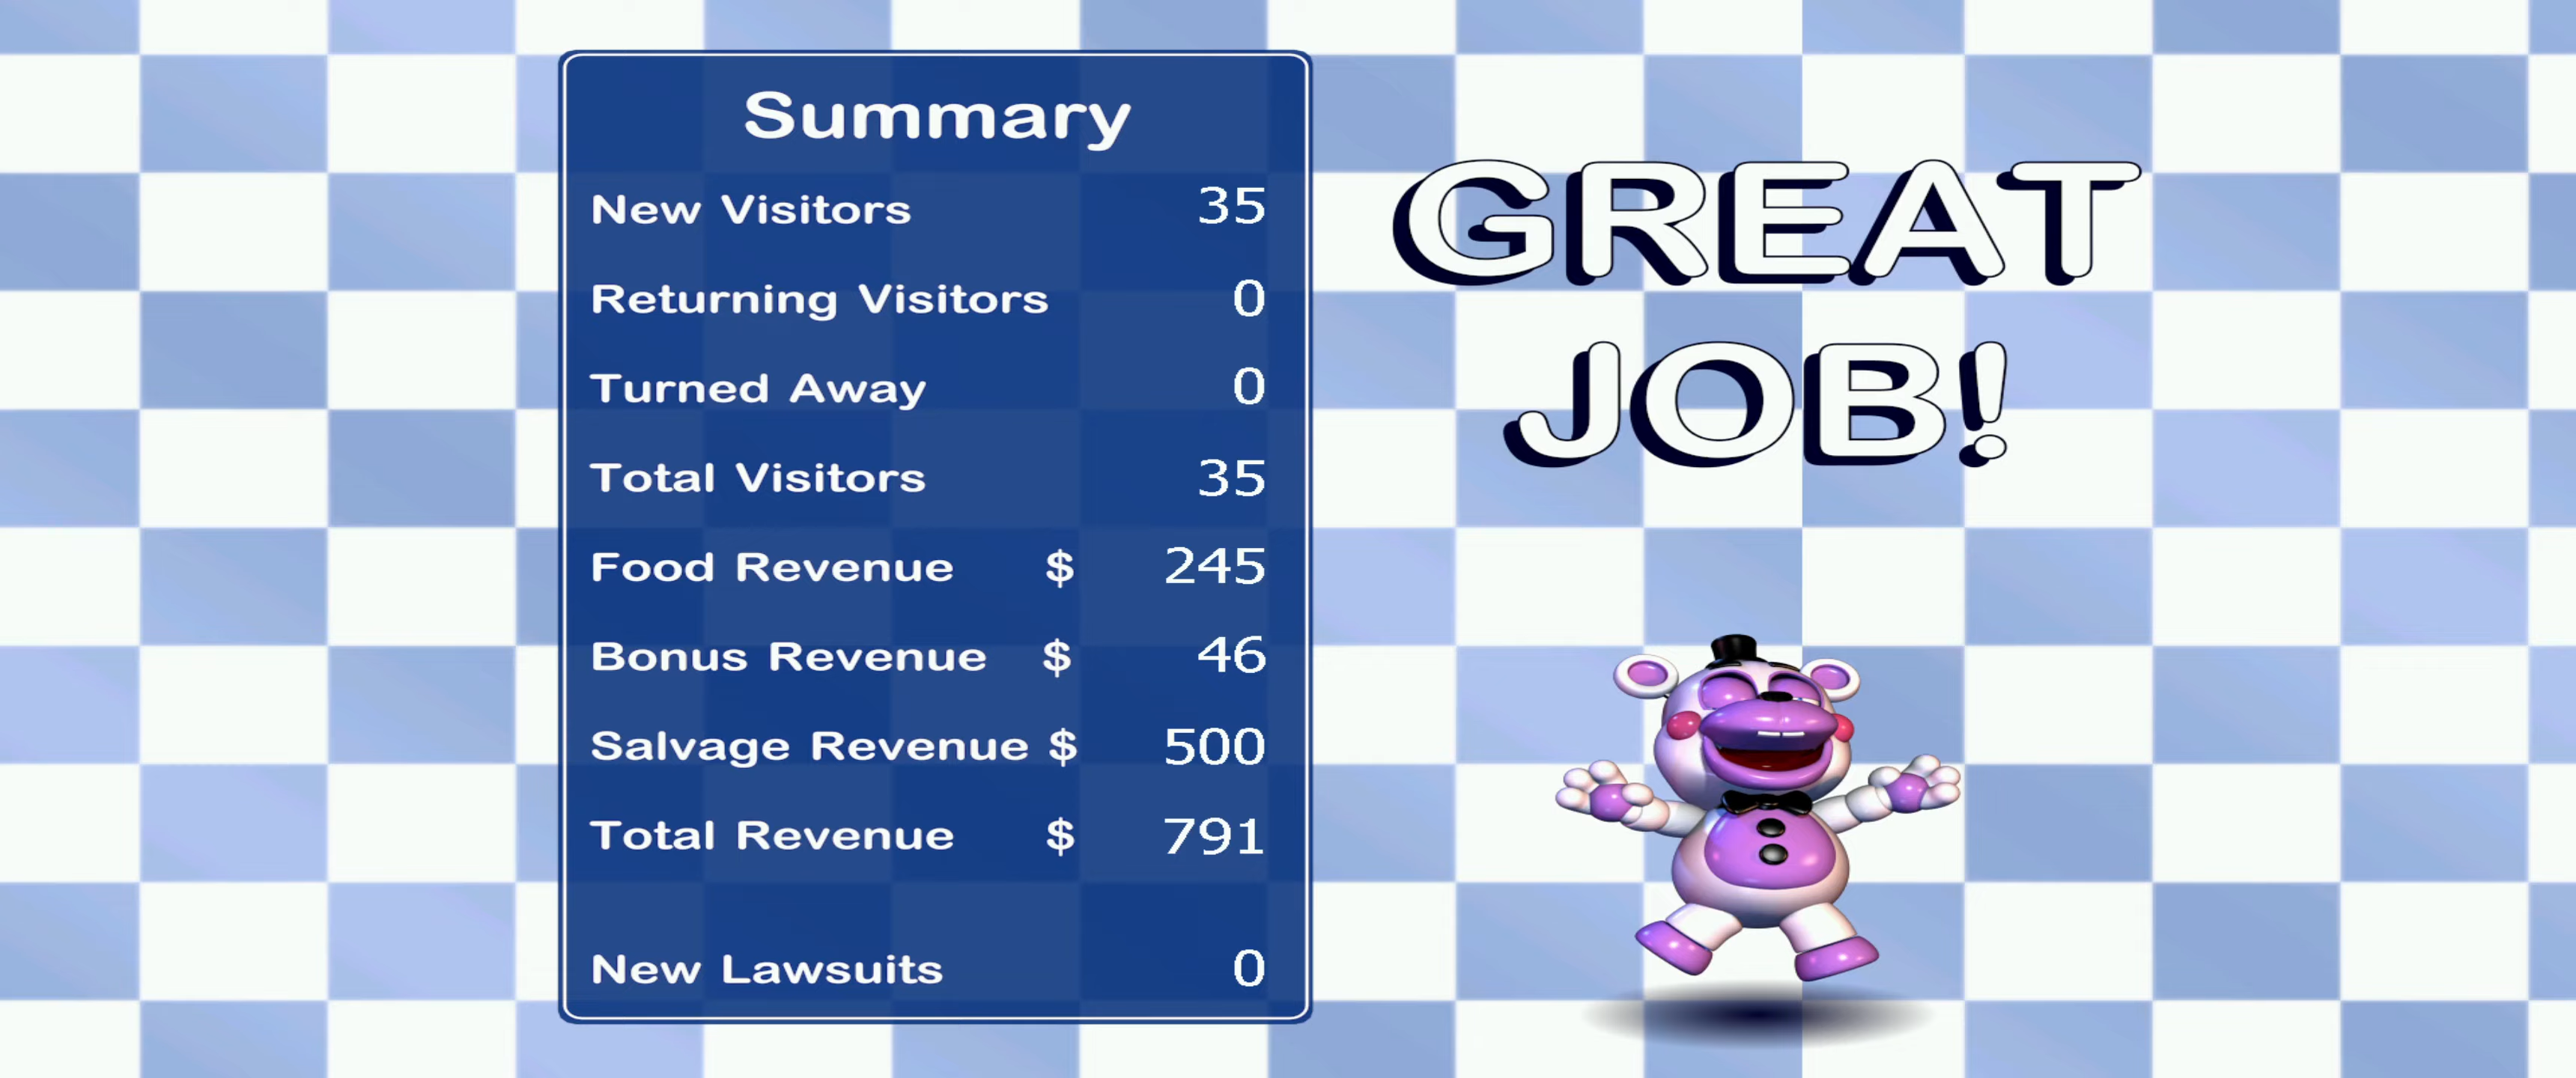 Summary
New Visitors 35
Returning Visitors 0
Turned Away 0
Total Visitors 35
Food Revenue $ 245
Bonus Revenue $ 46
Salvage Revenue $ 500
Total Revenue $ 791
New Lawsuits 0
GREAT
JOB!